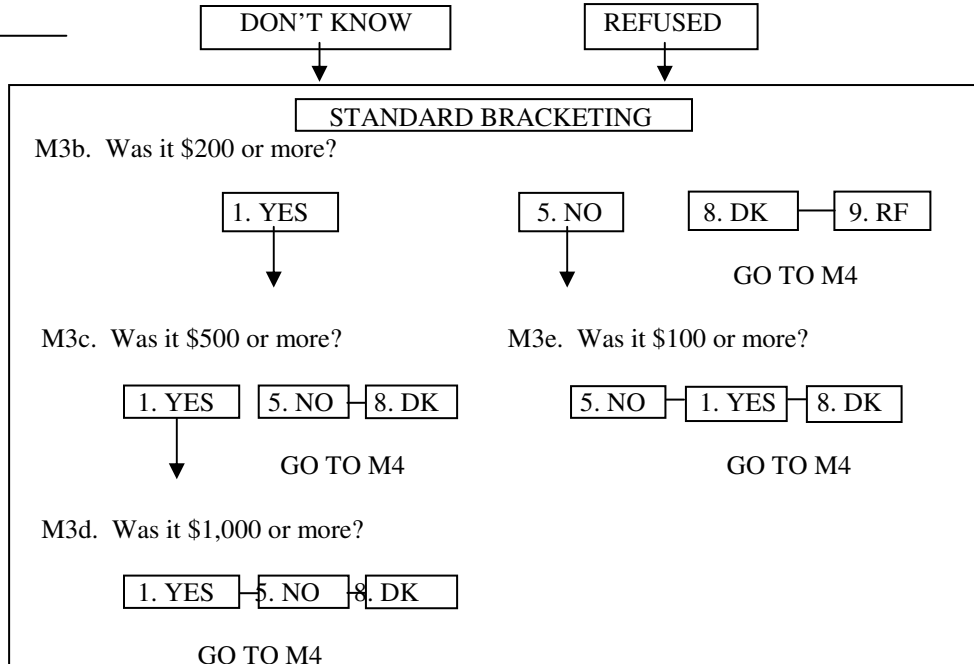 DON'T KNOW REFUSED
STANDARD BRACKETING
M3b. Was it $200 or more?
1. YES 5. NO 8. DK 9. RF
GO TO M4
M3c. Was it $500 or more? M3e. Was it $100 or more?
1. YES 5. NO 8. DK 5. NO 1. YES 8. DK
GO TO M4 GO TO M4
M3d. Was it $1,000 or more?
1. YES 5. NO 8. DK
GO TO M4